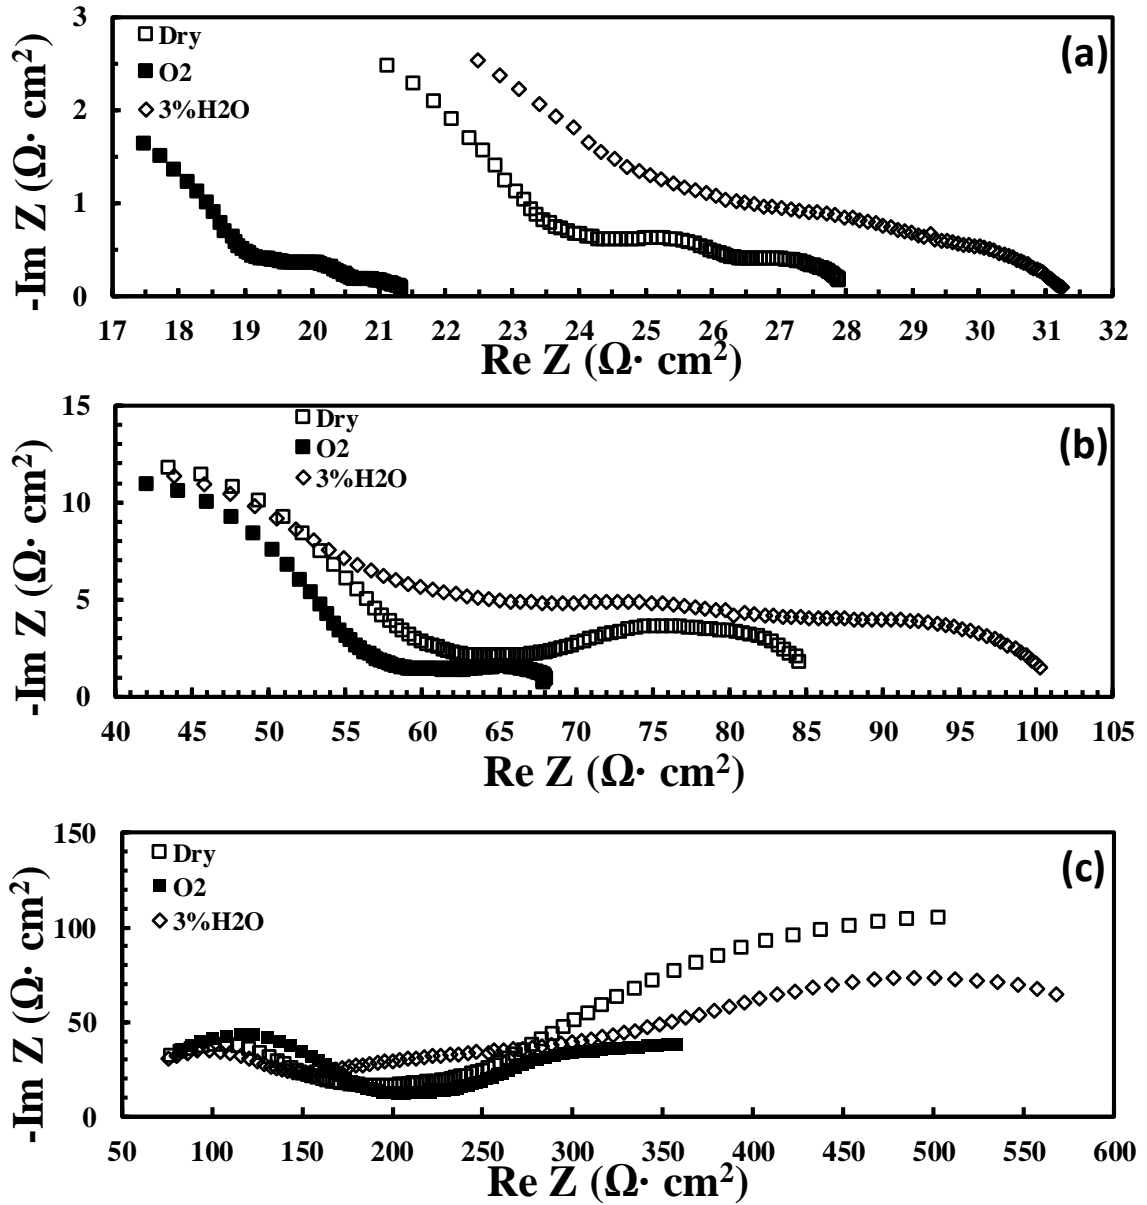 3
(a)
Dry
O2
3%H2O
2
1
0
-Im Z (Ω· cm²)
17 18 19 20 21 22 23 24 25 26 27 28 29 30 31 32
Re Z (Ω· cm²)
15
(b)
Dry
O2
3%H2O
10
5
0
-Im Z (Ω· cm²)
40 45 50 55 60 65 70 75 80 85 90 95 100 105
Re Z (Ω· cm²)
150
(c)
Dry
O2
3%H2O
100
50
0
-Im Z ((Ω· cm²)
50 100 150 200 250 300 350 400 450 500 550 600
Re Z (Ω· cm²)